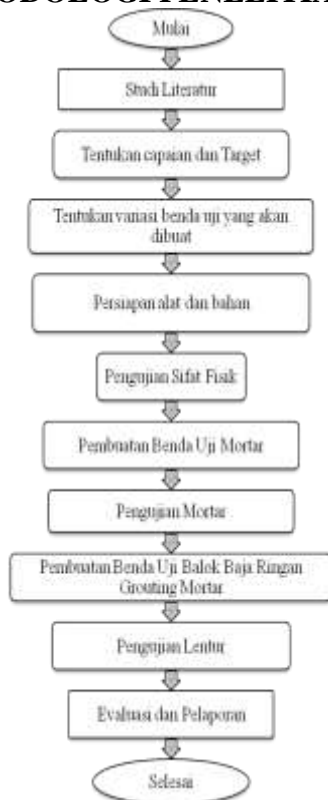 Mulai
Studi Literatur
Tentukan capaian dan Target
Tentukan variasi benda uji yang akan
dibuat
Persiapan alat dan bahan
Pengujian Sifat Fisik
Pembuatan Benda Uji Mortar
Pengujian Mortar
Pembuatan Benda Uji Balok Baja Ringan
Grouting Mortar
Pengujian Lentur
Evaluasi dan Pelaporan
Selesai